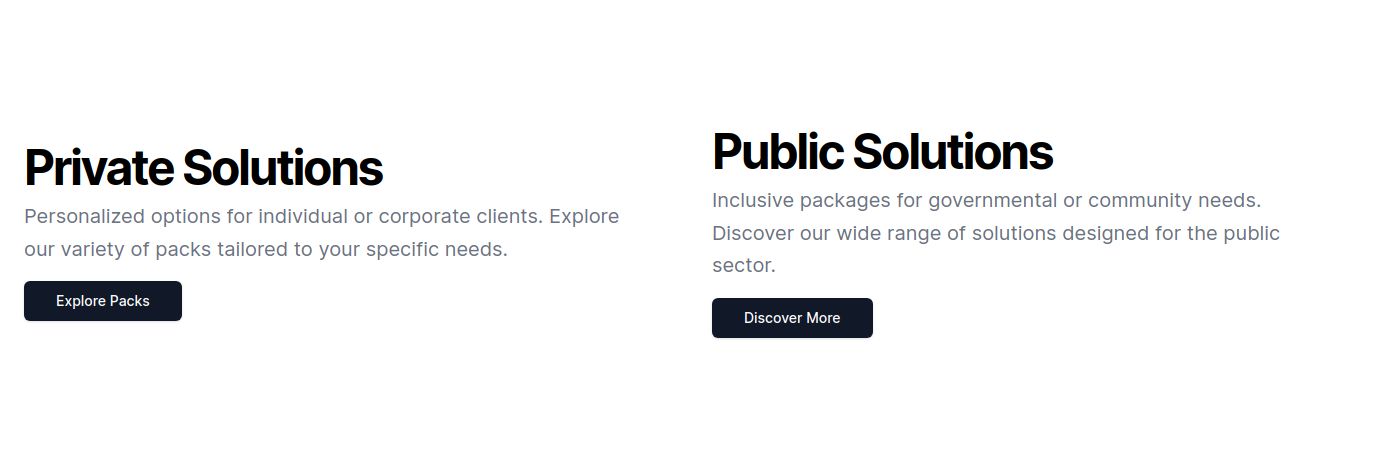 Private Solutions
Personalized options for individual or corporate clients. Explore
our variety of packs tailored to your specific needs.
Explore Packs
Public Solutions
Inclusive packages for governmental or community needs.
Discover our wide range of solutions designed for the public
sector.
Discover More